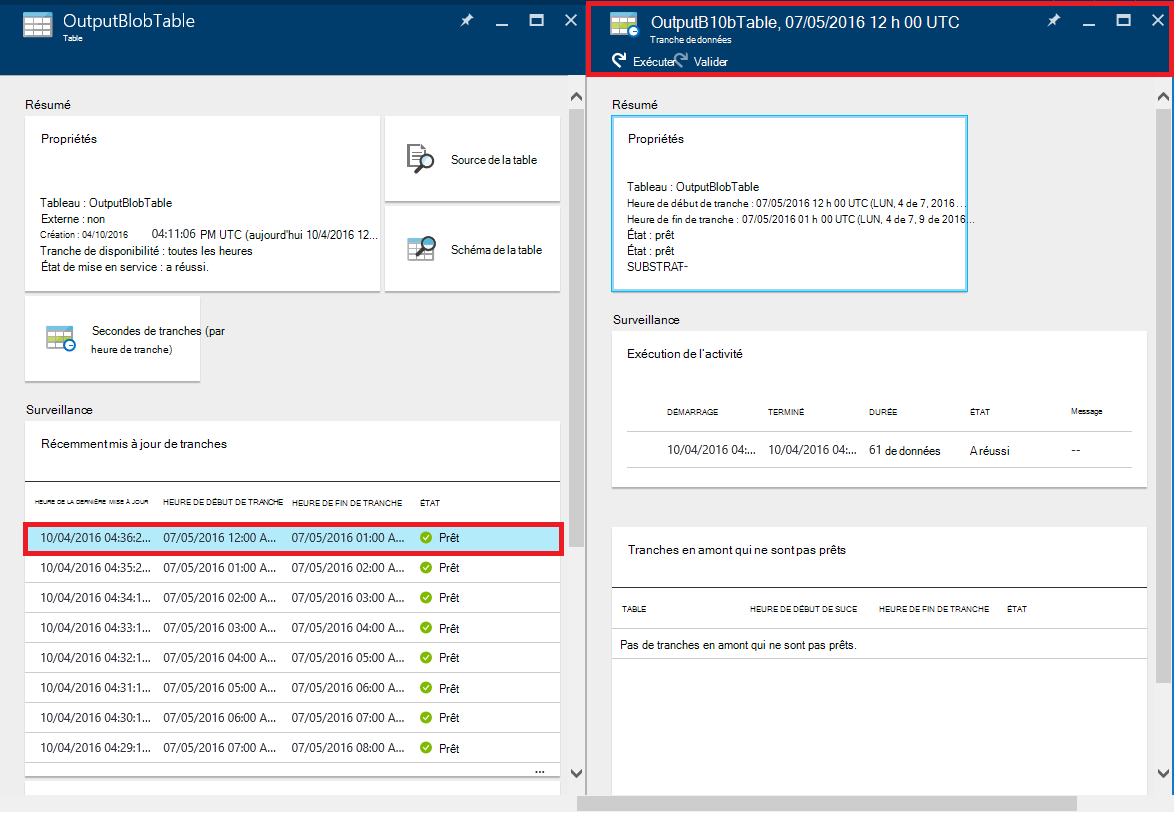 OutputBlobTable
Table
Résumé
Propriétés
Tableau : OutputBlobTable
Externe : non
Création : 04/10/2016 04:11:06 PM UTC (aujourd'hui 10/4/2016 12...
Tranche de disponibilité : toutes les heures
État de mise en service : a réussi.
Source de la table
Schéma de la table
Secondes de tranches (par
heure de tranche)
Surveillance
Récemment mis à jour de tranches
HEURE DE LA DERNIÈRE MISE À JOUR HEURE DE DÉBUT DE TRANCHE HEURE DE FIN DE TRANCHE ÉTAT
10/04/2016 04:36:2... 07/05/2016 12:00 A... 07/05/2016 01:00 A... Prêt
10/04/2016 04:35:2... 07/05/2016 01:00 A... 07/05/2016 02:00 A... Prêt
10/04/2016 04:34:1... 07/05/2016 02:00 A... 07/05/2016 03:00 A... Prêt
10/04/2016 04:33:1... 07/05/2016 03:00 A... 07/05/2016 04:00 A... Prêt
10/04/2016 04:32:1... 07/05/2016 04:00 A... 07/05/2016 05:00 A... Prêt
10/04/2016 04:31:1... 07/05/2016 05:00 A... 07/05/2016 06:00 A... Prêt
10/04/2016 04:30:1... 07/05/2016 06:00 A... 07/05/2016 07:00 A... Prêt
10/04/2016 04:29:1... 07/05/2016 07:00 A... 07/05/2016 08:00 A... Prêt
...
OutputB10bTable, 07/05/2016 12 h 00 UTC
Tranche de données
Exécuter Valider
Résumé
Propriétés
Tableau : OutputBlobTable
Heure de début de tranche : 07/05/2016 12 h 00 UTC (LUN, 4 de 7, 2016 ...
Heure de fin de tranche : 07/05/2016 01 h 00 UTC (LUN, 4 de 7, 9 de 2016...
État : prêt
État : prêt
SUBSTRAT--
Surveillance
Exécution de l'activité
DÉMARRAGE TERMINÉ DURÉE ÉTAT Message
10/04/2016 04:... 10/04/2016 04:... 61 de données A réussi --
Tranches en amont qui ne sont pas prêts
TABLE HEURE DE DÉBUT DE SUCE HEURE DE FIN DE TRANCHE ÉTAT
Pas de tranches en amont qui ne sont pas prêts.